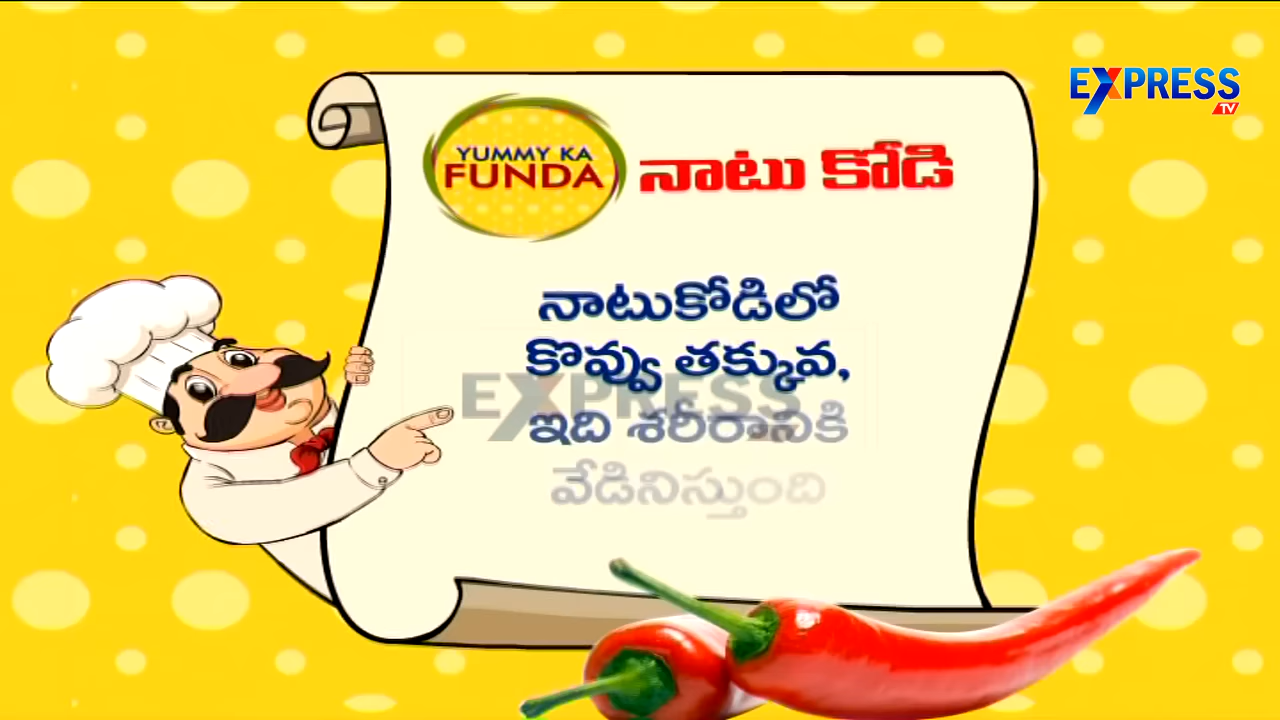 EXPRESS
TV
YUMMY KA
FUNDA
నాటు కోడి
నాటుకోడిలో
కొవ్వు తక్కువ,
EXPRESS
ఇది శరీరానికి
వేడినిస్తుంది